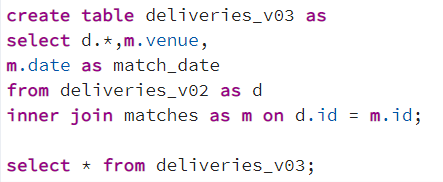 create table deliveries_v03 as
select d.*,m.venue,
m.date as match_date
from deliveries_v02 as d
inner join matches as m on d.id = m.id;
select * from deliveries_v03;